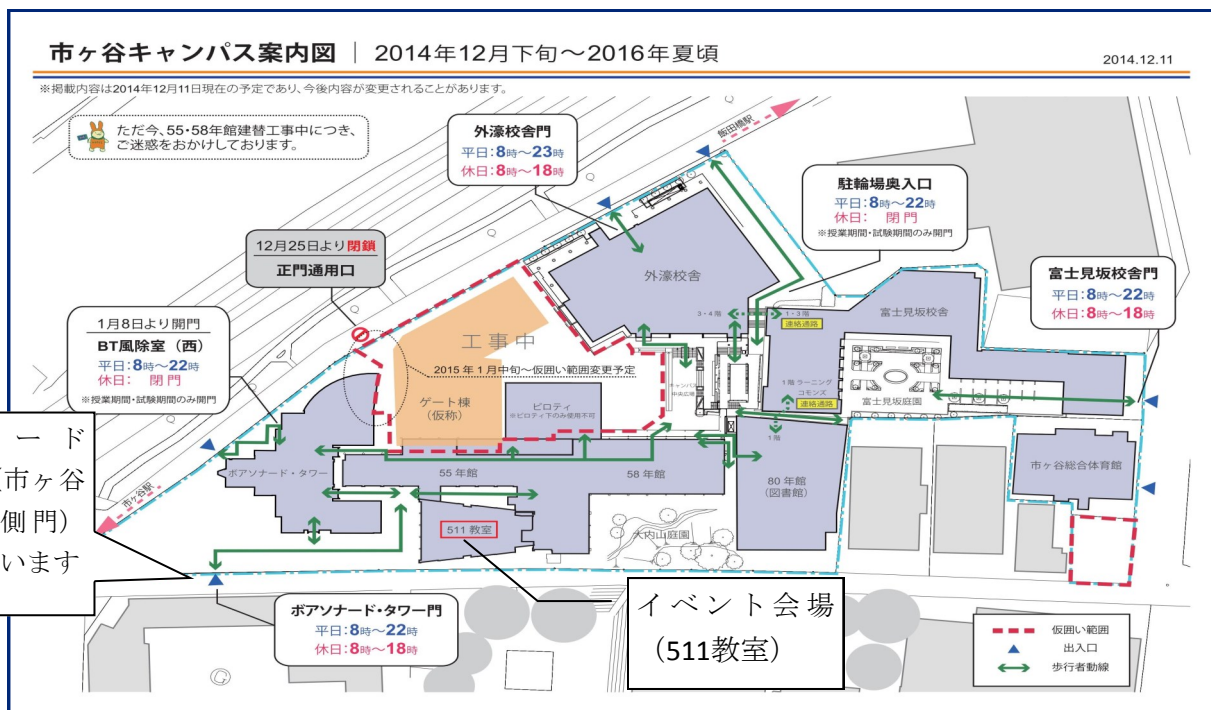 市ヶ谷キャンパス案内図 | 2014年12月下旬～2016年夏頃
2014.12.11
※掲載内容は2014年12月11日現在の予定であり、今後内容が変更されることがあります。
ただ今、55・58年館建替工事中につき、
ご迷惑をおかけしております。
外濠校舎門
平日：8時～23時
休日：8時～18時
飯田橋駅
駐輪場奥入口
平日：8時～22時
休日： 閉門
※授業期間・試験期間のみ開門
12月25日より閉鎖
正門通用口
富士見坂校舎門
平日：8時～22時
休日：8時～18時
1月8日より開門
BT風除室（西）
平日：8時～22時
休日： 閉門
※授業期間・試験期間のみ開門
外濠校舎
3・4階
1・3階
連絡通路
富士見坂校舎
工事中
2015年1月中旬～仮囲い範囲変更予定
キャンパス
中央広場
1階 ラーニング
コモンズ
連絡通路
1階
富士見坂庭園
ゲート棟
（仮称）
ピロティ
※ピロティ下のみ使用不可
ード
市ヶ谷
側門）
います
市ヶ谷駅
ボアソナード・タワー
55年館
58年館
80年館
（図書館）
市ヶ谷総合体育館
511教室
大内山庭園
イベント会場
（511教室）
ボアソナード・タワー門
平日：8時～22時
休日：8時～18時
仮囲い範囲
出入口
歩行者動線